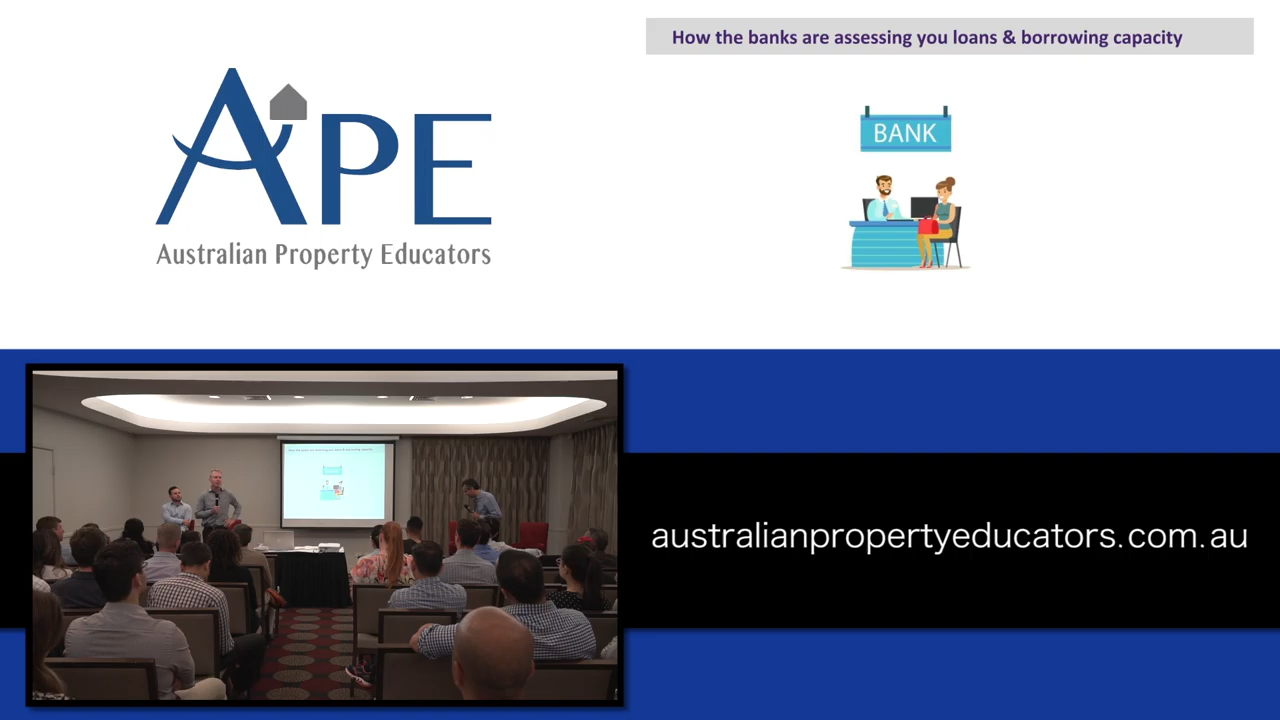 How the banks are assessing you loans & borrowing capacity
APE
Australian Property Educators
BANK
australianpropertyeducators.com.au